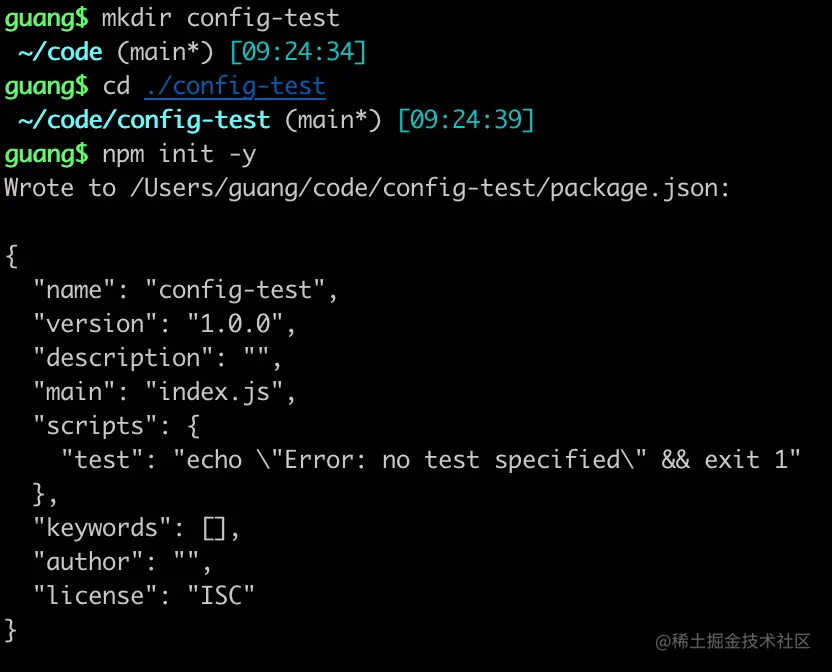 guang$ mkdir config-test
~/code (main*) [09:24:34]
guang$ cd ./config-test
~/code/config-test (main*) [09:24:39]
guang$ npm init -y
Wrote to /Users/guang/code/config-test/package.json:
{
  "name": "config-test",
  "version": "1.0.0",
  "description": "",
  "main": "index.js",
  "scripts": {
    "test": "echo \"Error: no test specified\" && exit 1"
  },
  "keywords": [],
  "author": "",
  "license": "ISC"
}
@稀土掘金技术社区